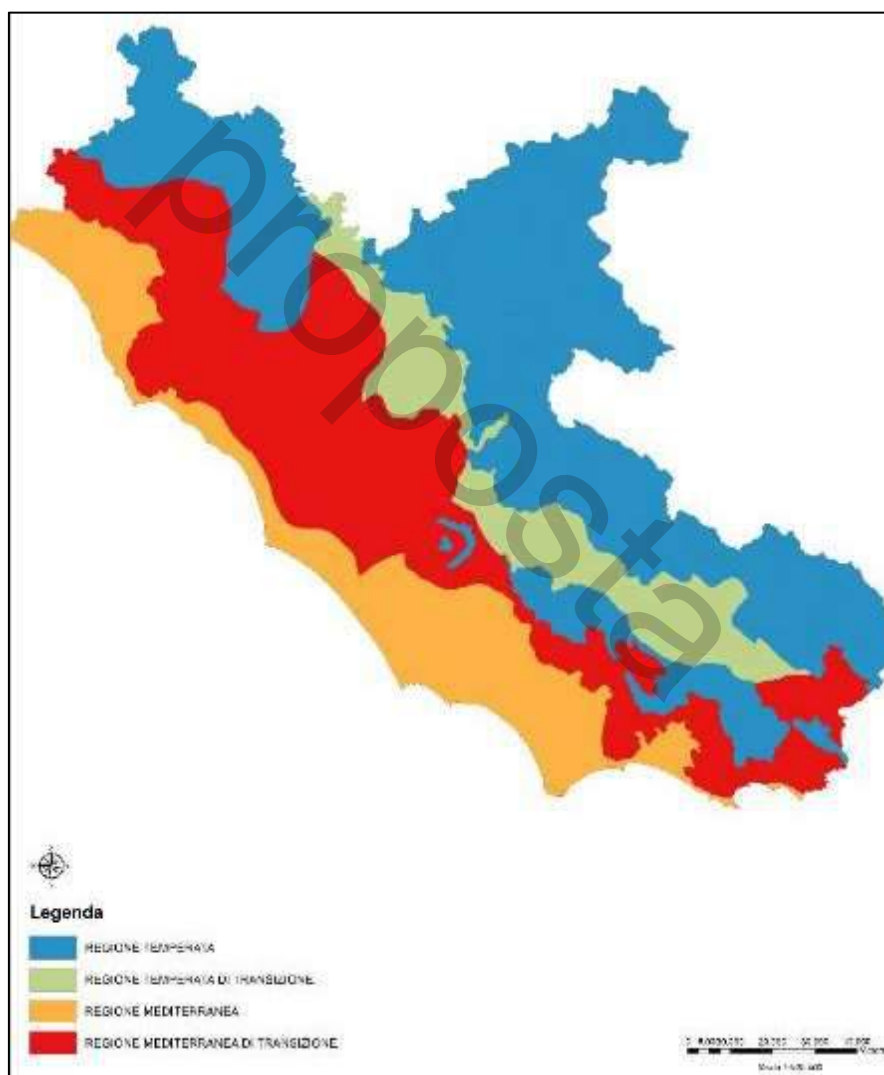 proposta
Legenda
REGIONE TEMPERATA
REGIONE TEMPERATA DI TRANSIZIONE
REGIONE MEDITERRANEA
REGIONE MEDITERRANEA DI TRANSIZIONE